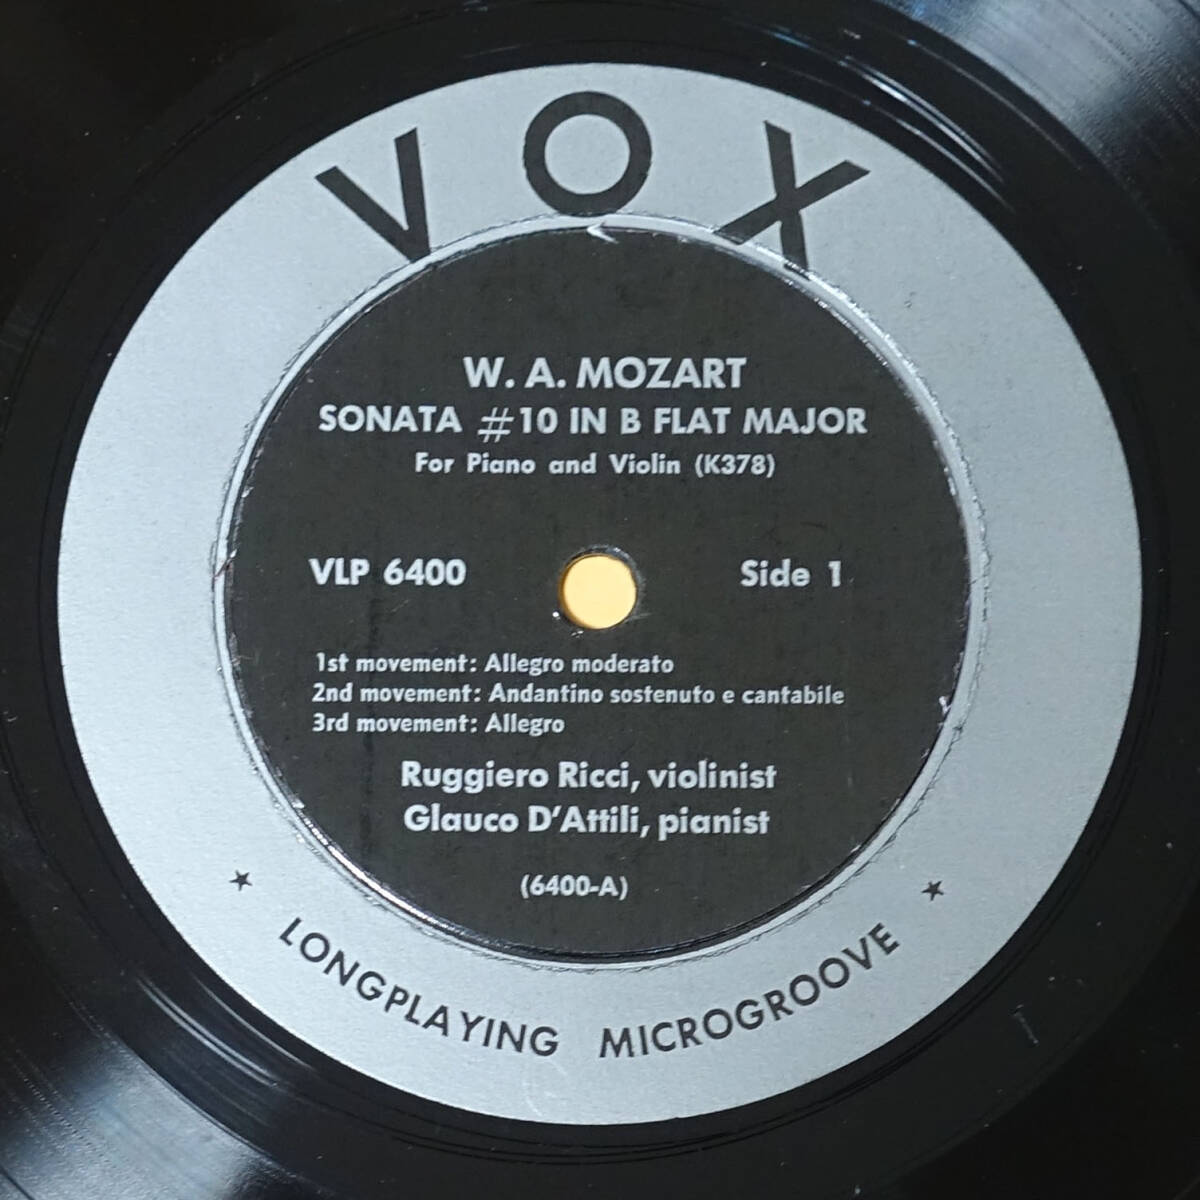 VOX
W. A. MOZART
SONATA #10 IN B FLAT MAJOR
For Piano and Violin (K378)
VLP 6400
Side 1
1st movement: Allegro moderato
2nd movement: Andantino sostenuto e cantabile
3rd movement: Allegro
Ruggiero Ricci, violinist
Glauco D'Attili, pianist
(6400-A)
★ LONGPLAYING MICROGROOVE ★